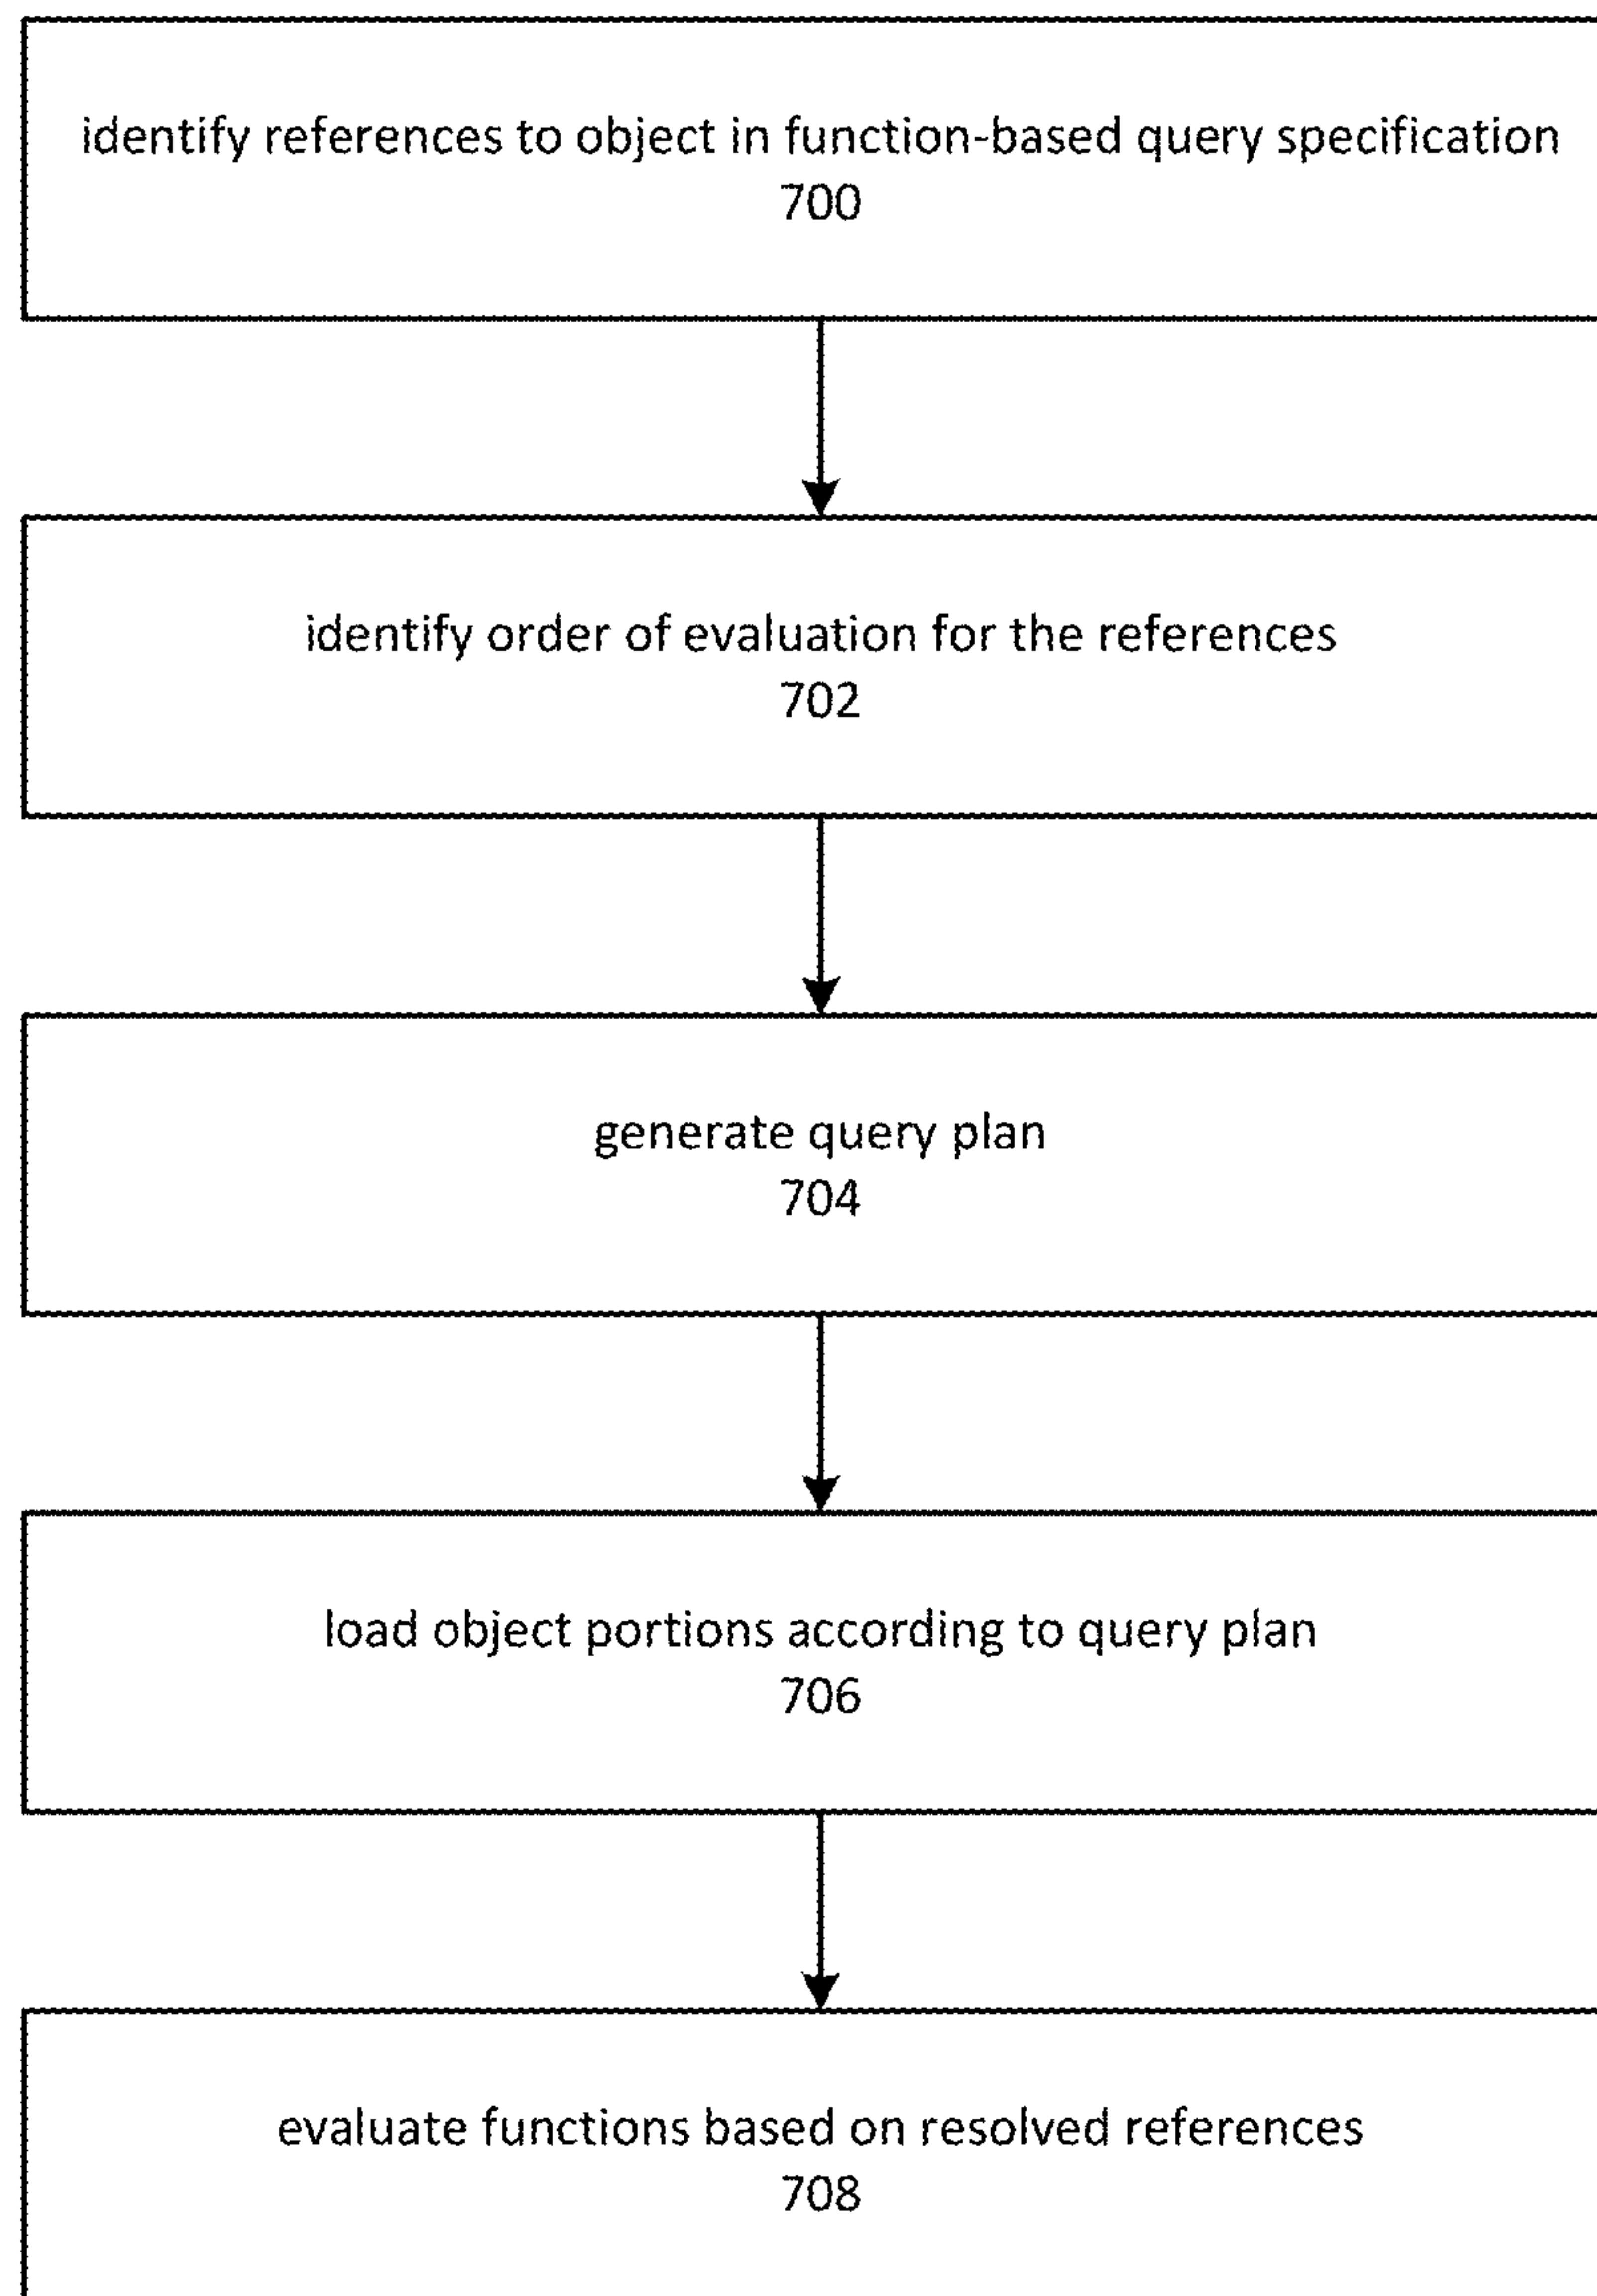 identify references to object in function-based query specification
700
identify order of evaluation for the references
702
generate query plan
704
load object portions according to query plan
706
evaluate functions based on resolved references
708